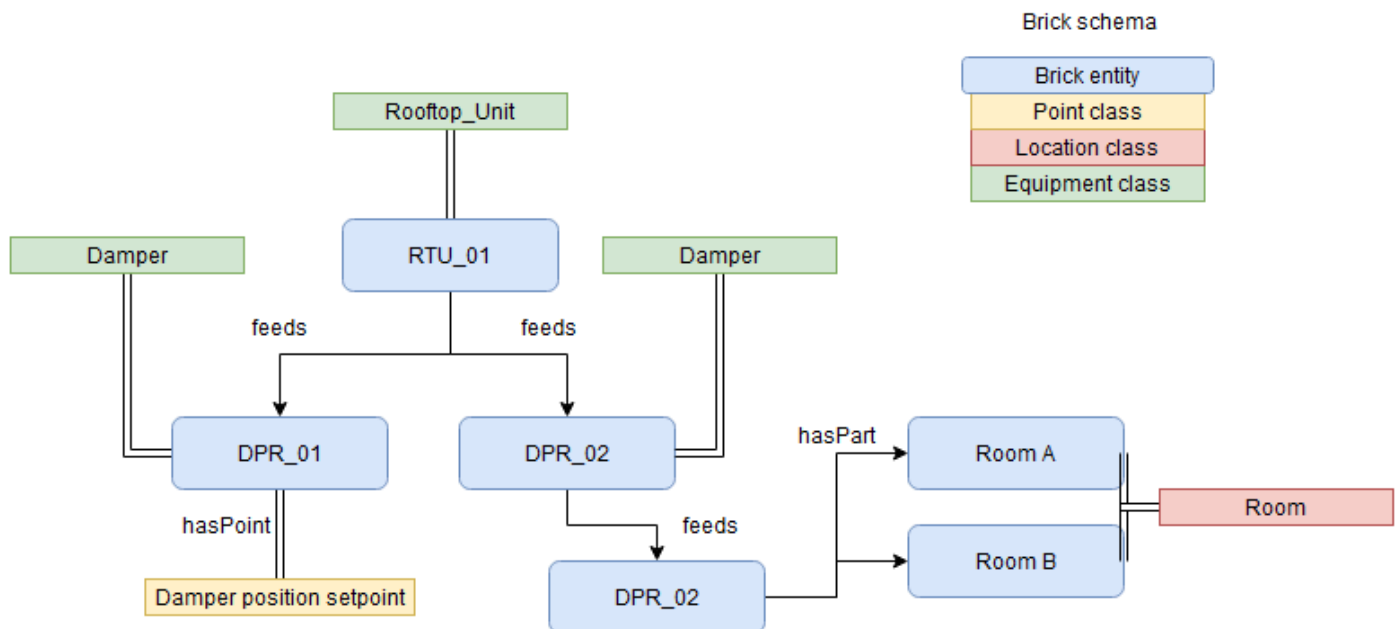 Brick schema
Brick entity
Point class
Location class
Equipment class
Rooftop_Unit
Damper
RTU_01
Damper
feeds
feeds
DPR_01
DPR_02
hasPart
Room A
hasPoint
feeds
Room
Room B
Damper position setpoint
DPR_02